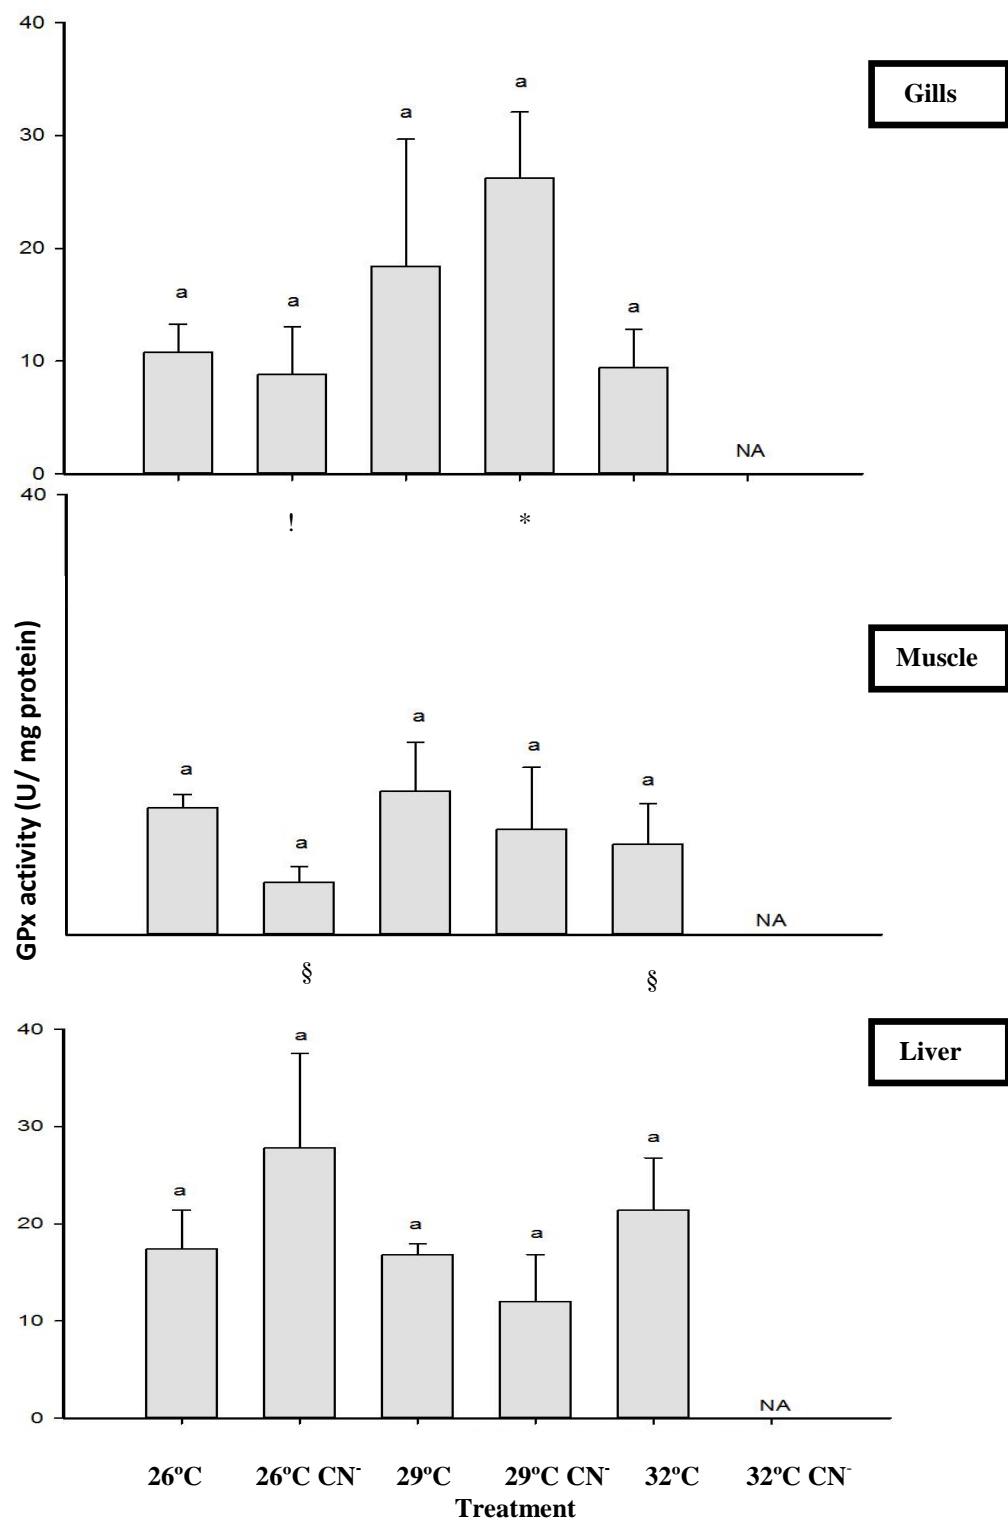 40
Gills
a
a
30
a
a
a
20
10
NA
0
40
! *
GPx activity (U/ mg protein)
Muscle
a
a
a
a
a
NA
§ §
40
Liver
a
30
a
a
a
a
20
10
NA
0
26ºC 26ºC CN⁻ 29ºC 29ºC CN⁻ 32ºC 32ºC CN⁻
Treatment